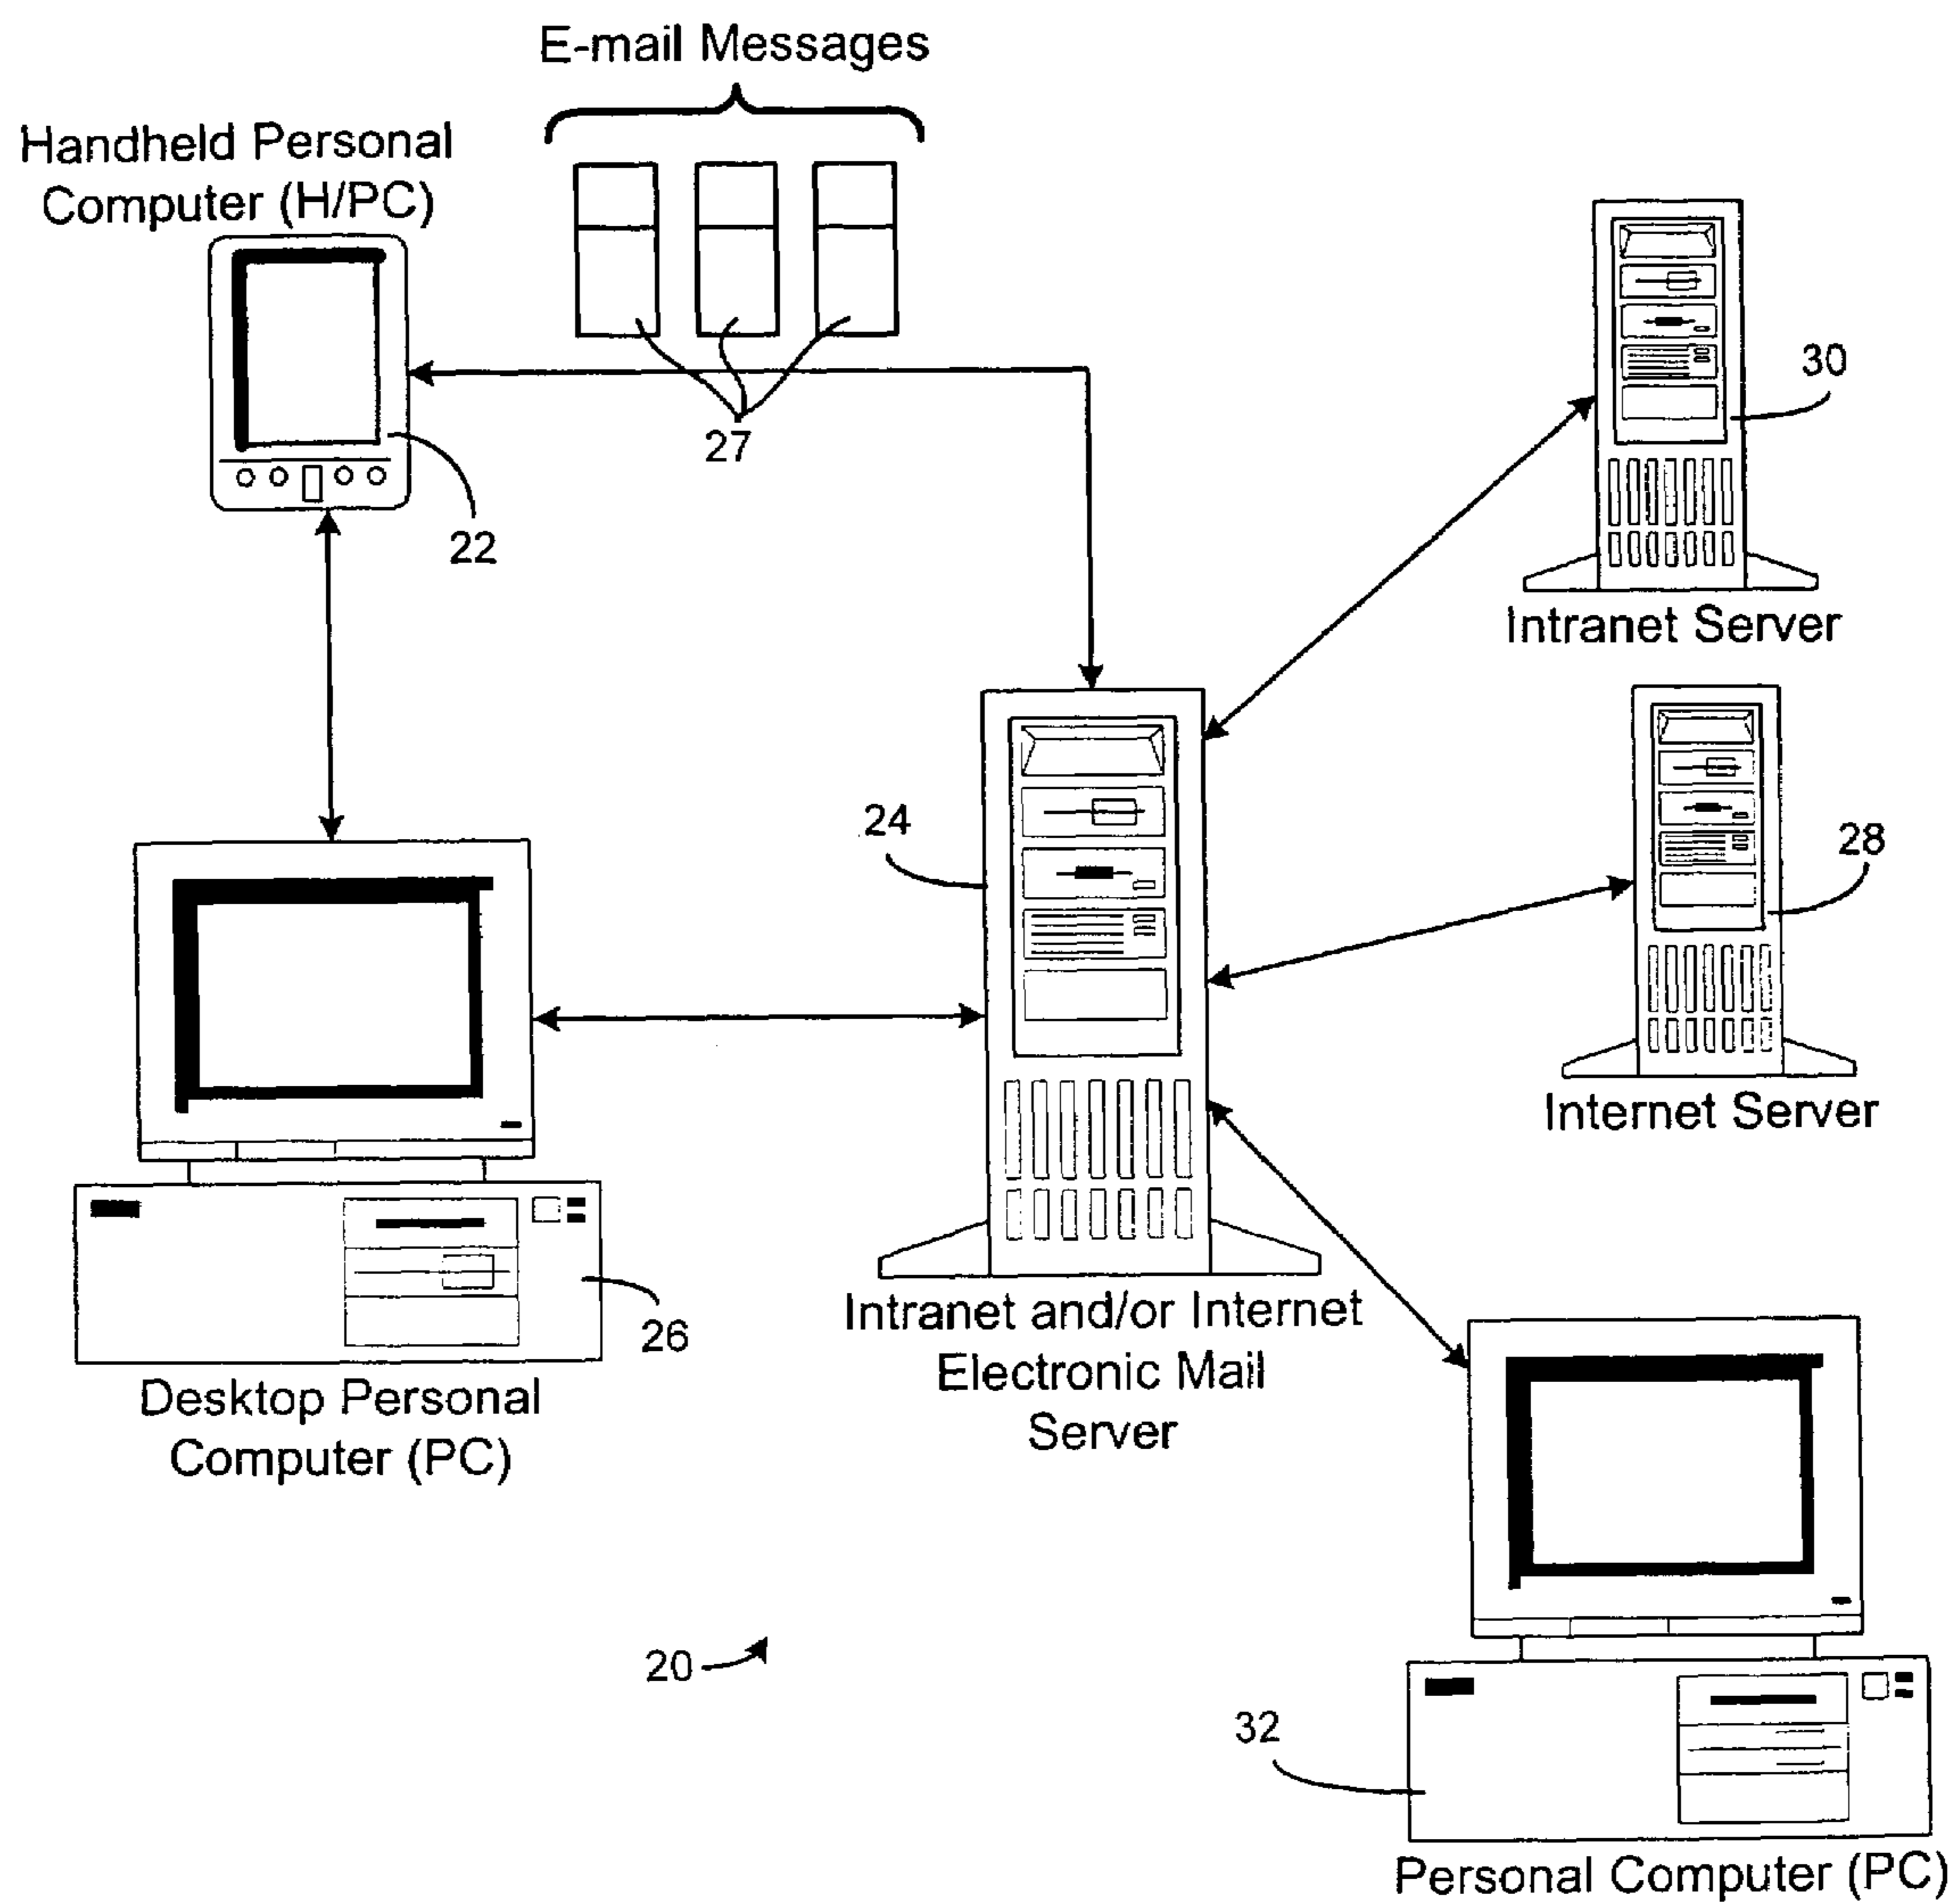 E-mail Messages
Handheld Personal
Computer (H/PC)
27
22
30
Intranet Server
24
28
Internet Server
26
Desktop Personal
Computer (PC)
Intranet and/or Internet
Electronic Mail
Server
20
32
Personal Computer (PC)